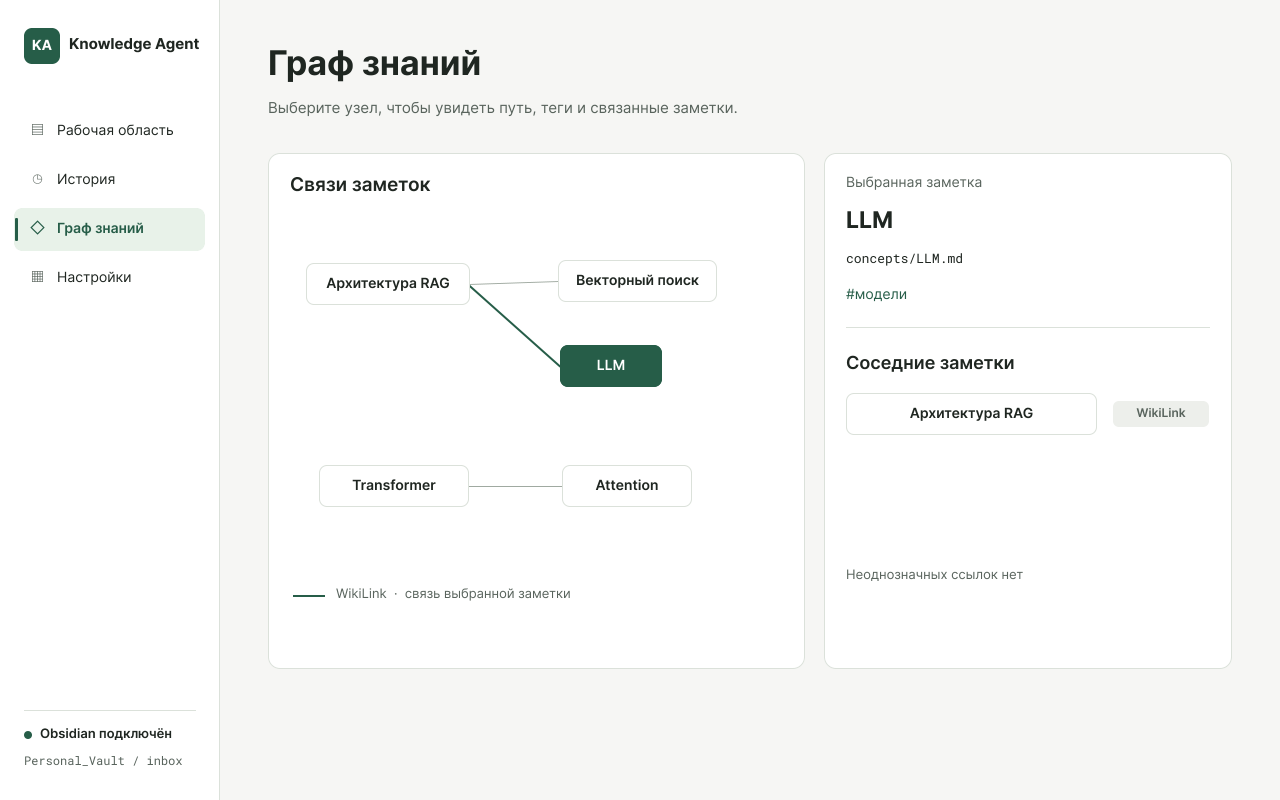 KA
Knowledge Agent
Рабочая область
История
Граф знаний
Настройки
Obsidian подключён
Personal_Vault / inbox
Граф знаний
Выберите узел, чтобы увидеть путь, теги и связанные заметки.
Связи заметок
Архитектура RAG
Векторный поиск
LLM
Transformer
Attention
WikiLink · связь выбранной заметки
Выбранная заметка
LLM
concepts/LLM.md
#модели
Соседние заметки
Архитектура RAG
WikiLink
Неоднозначных ссылок нет